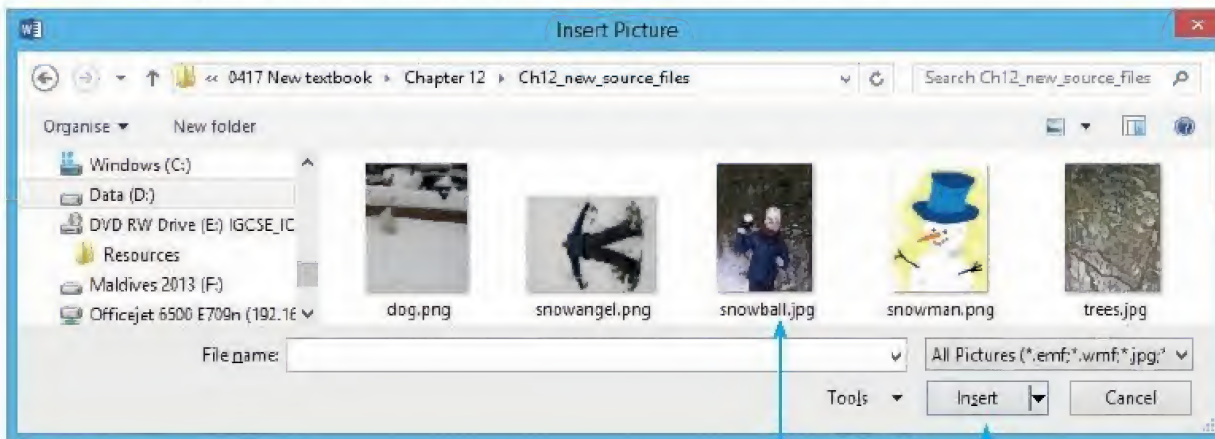 Insert Picture
« 0417 New textbook ▸ Chapter 12 ▸ Ch12_new_source_files
Search Ch12_new_source_files
Organise New folder
Windows (C:)
Data (D:)
DVD RW Drive (E:) IGCSE_IC
Resources
Maldives 2013 (F:)
Officejet 6500 E709n (192.16
dog.png snowangel.png snowball.jpg snowman.png trees.jpg
File name: All Pictures (*.emf;*.wmf;*.jpg;*
Tools Insert Cancel